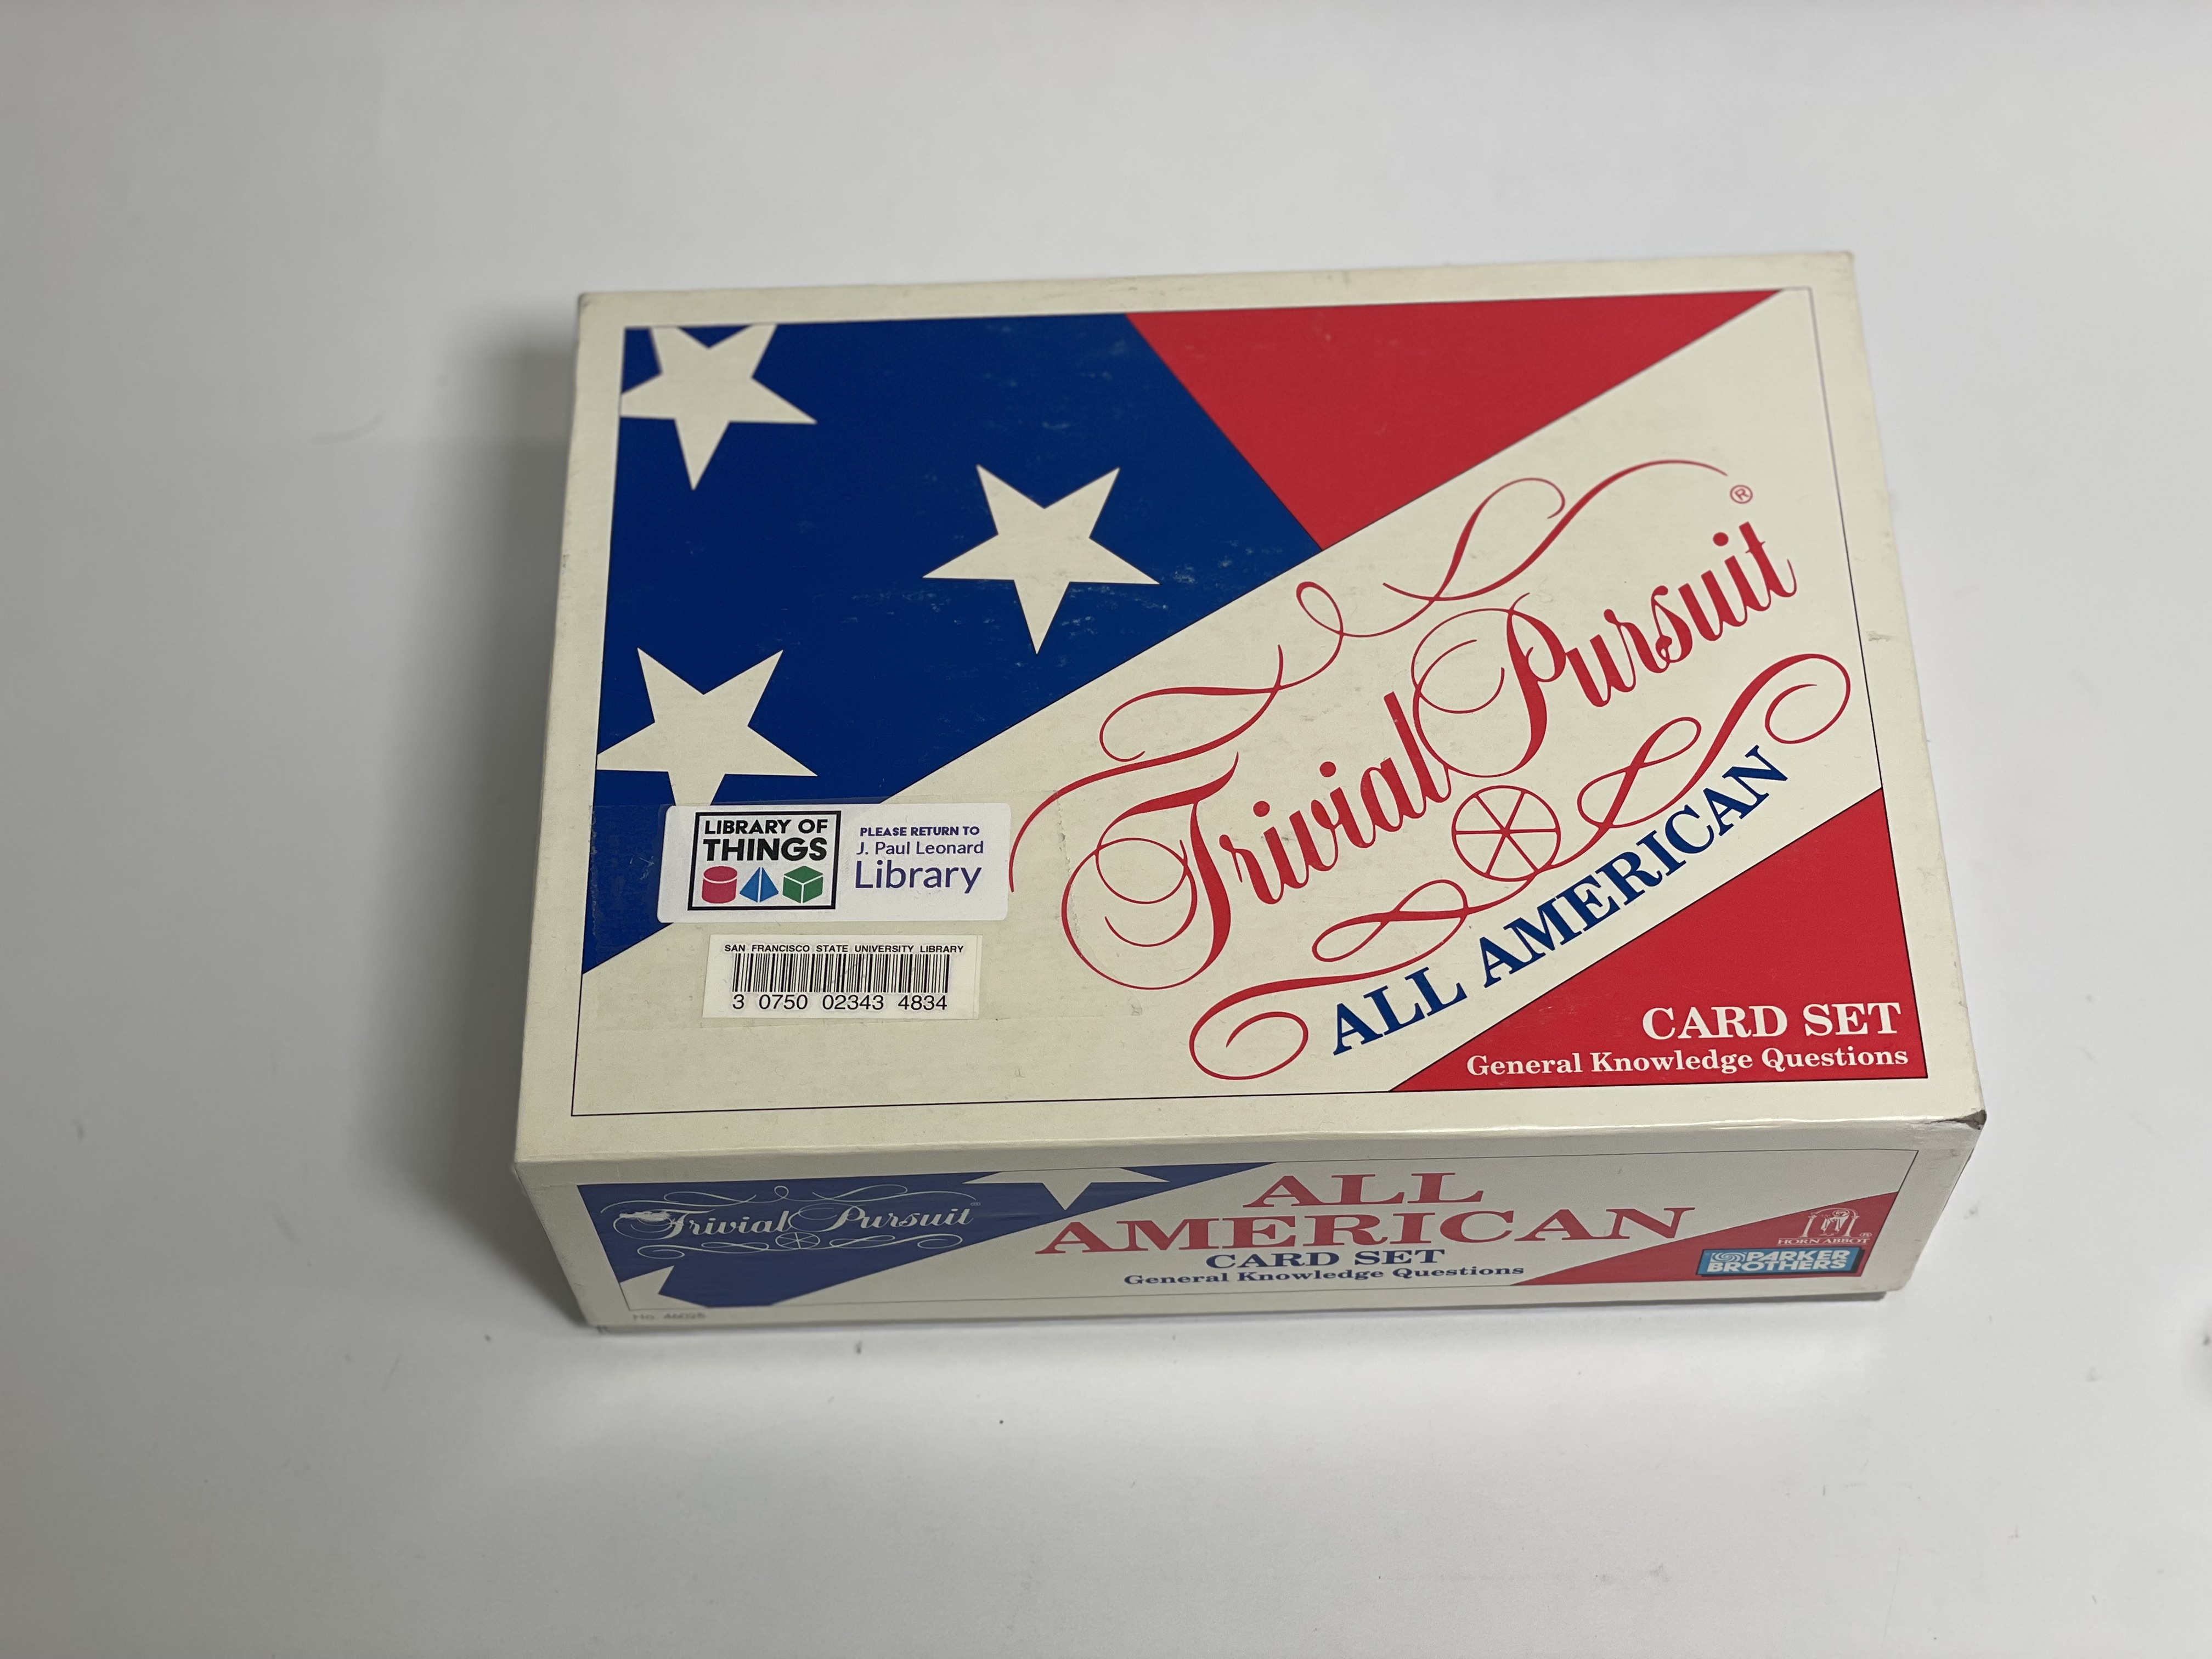 Trivial Pursuit®
ALL AMERICAN
CARD SET
General Knowledge Questions
LIBRARY OF
THINGS
PLEASE RETURN TO
J. Paul Leonard
Library
SAN FRANCISCO STATE UNIVERSITY LIBRARY
3 0750 02343 4834
Trivial Pursuit®
ALL
AMERICAN
CARD SET
General Knowledge Questions
HORN ABBOT®
PARKER
BROTHERS
No.